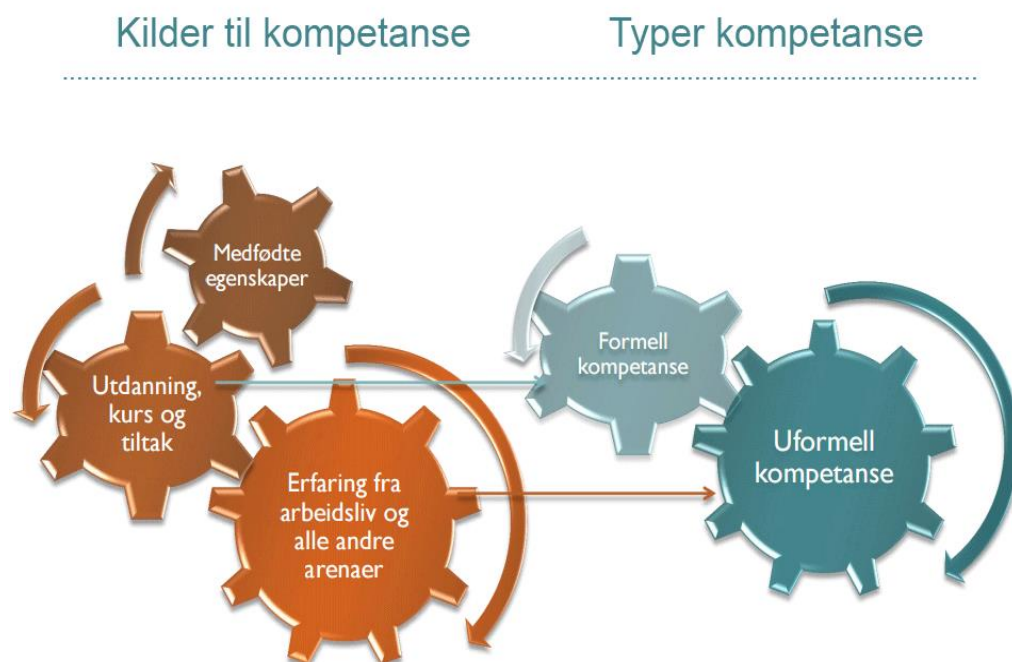 Kilder til kompetanse
Typer kompetanse
Medfødte
egenskaper
Utdanning,
kurs og
tiltak
Erfaring fra
arbeidsliv og
alle andre
arenaer
Formell
kompetanse
Uformell
kompetanse